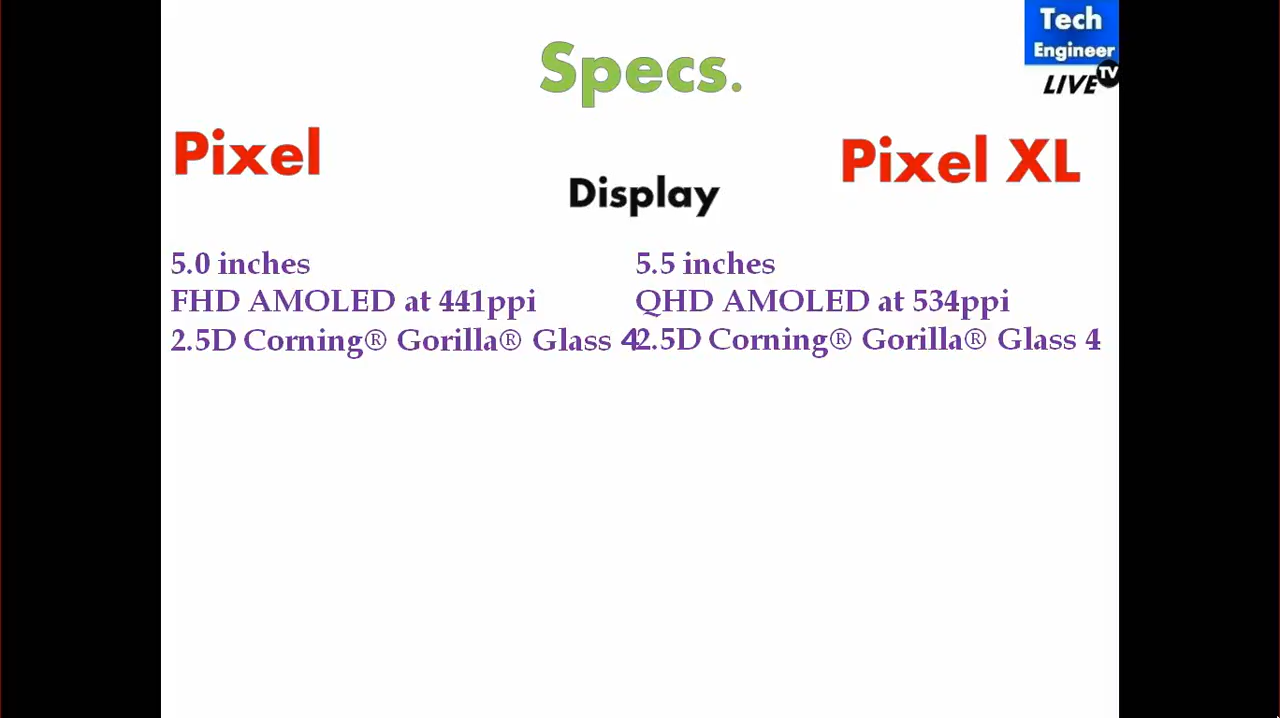 Specs.
Tech
Engineer
LIVE TV
Pixel
Pixel XL
Display
5.0 inches
FHD AMOLED at 441ppi
2.5D Corning® Gorilla® Glass 4
5.5 inches
QHD AMOLED at 534ppi
2.5D Corning® Gorilla® Glass 4